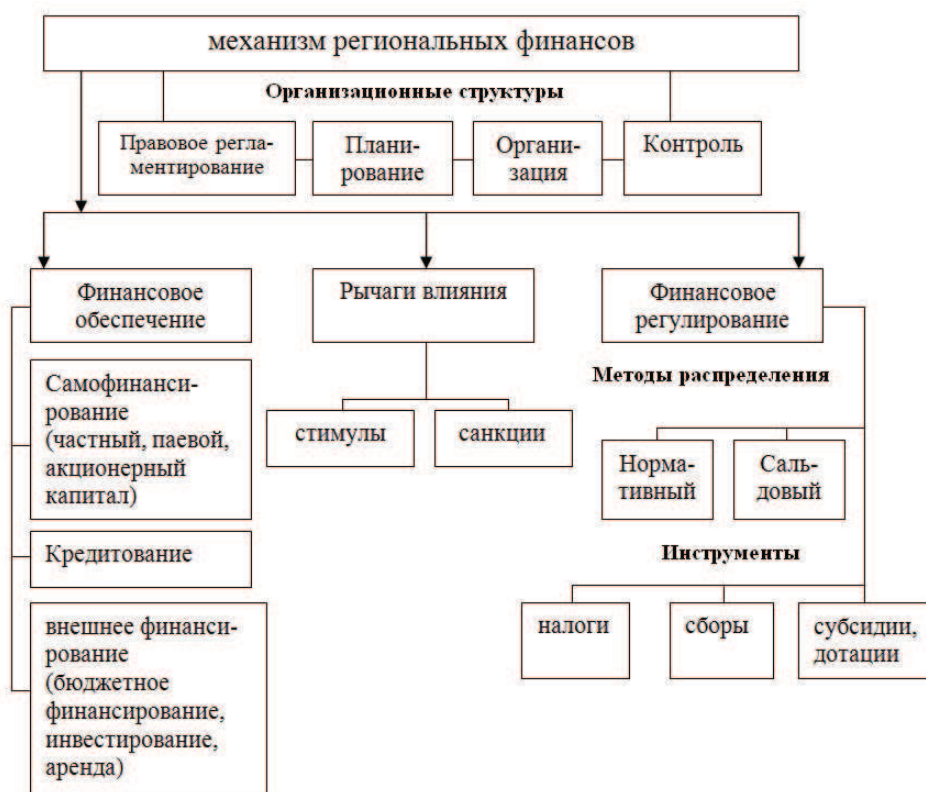 механизм региональных финансов
Организационные структуры
Правовое регла-
ментирование
Плани-
рование
Органи-
зация
Контроль
Финансовое
обеспечение
Рычаги влияния
Финансовое
регулирование
Самофинанси-
рование
(частный, паевой,
акционерный
капитал)
Методы распределения
стимулы
санкции
Норма-
тивный
Саль-
довый
Кредитование
Инструменты
внешнее финанси-
рование
(бюджетное
финансирование,
инвестирование,
аренда)
налоги
сборы
субсидии,
дотации